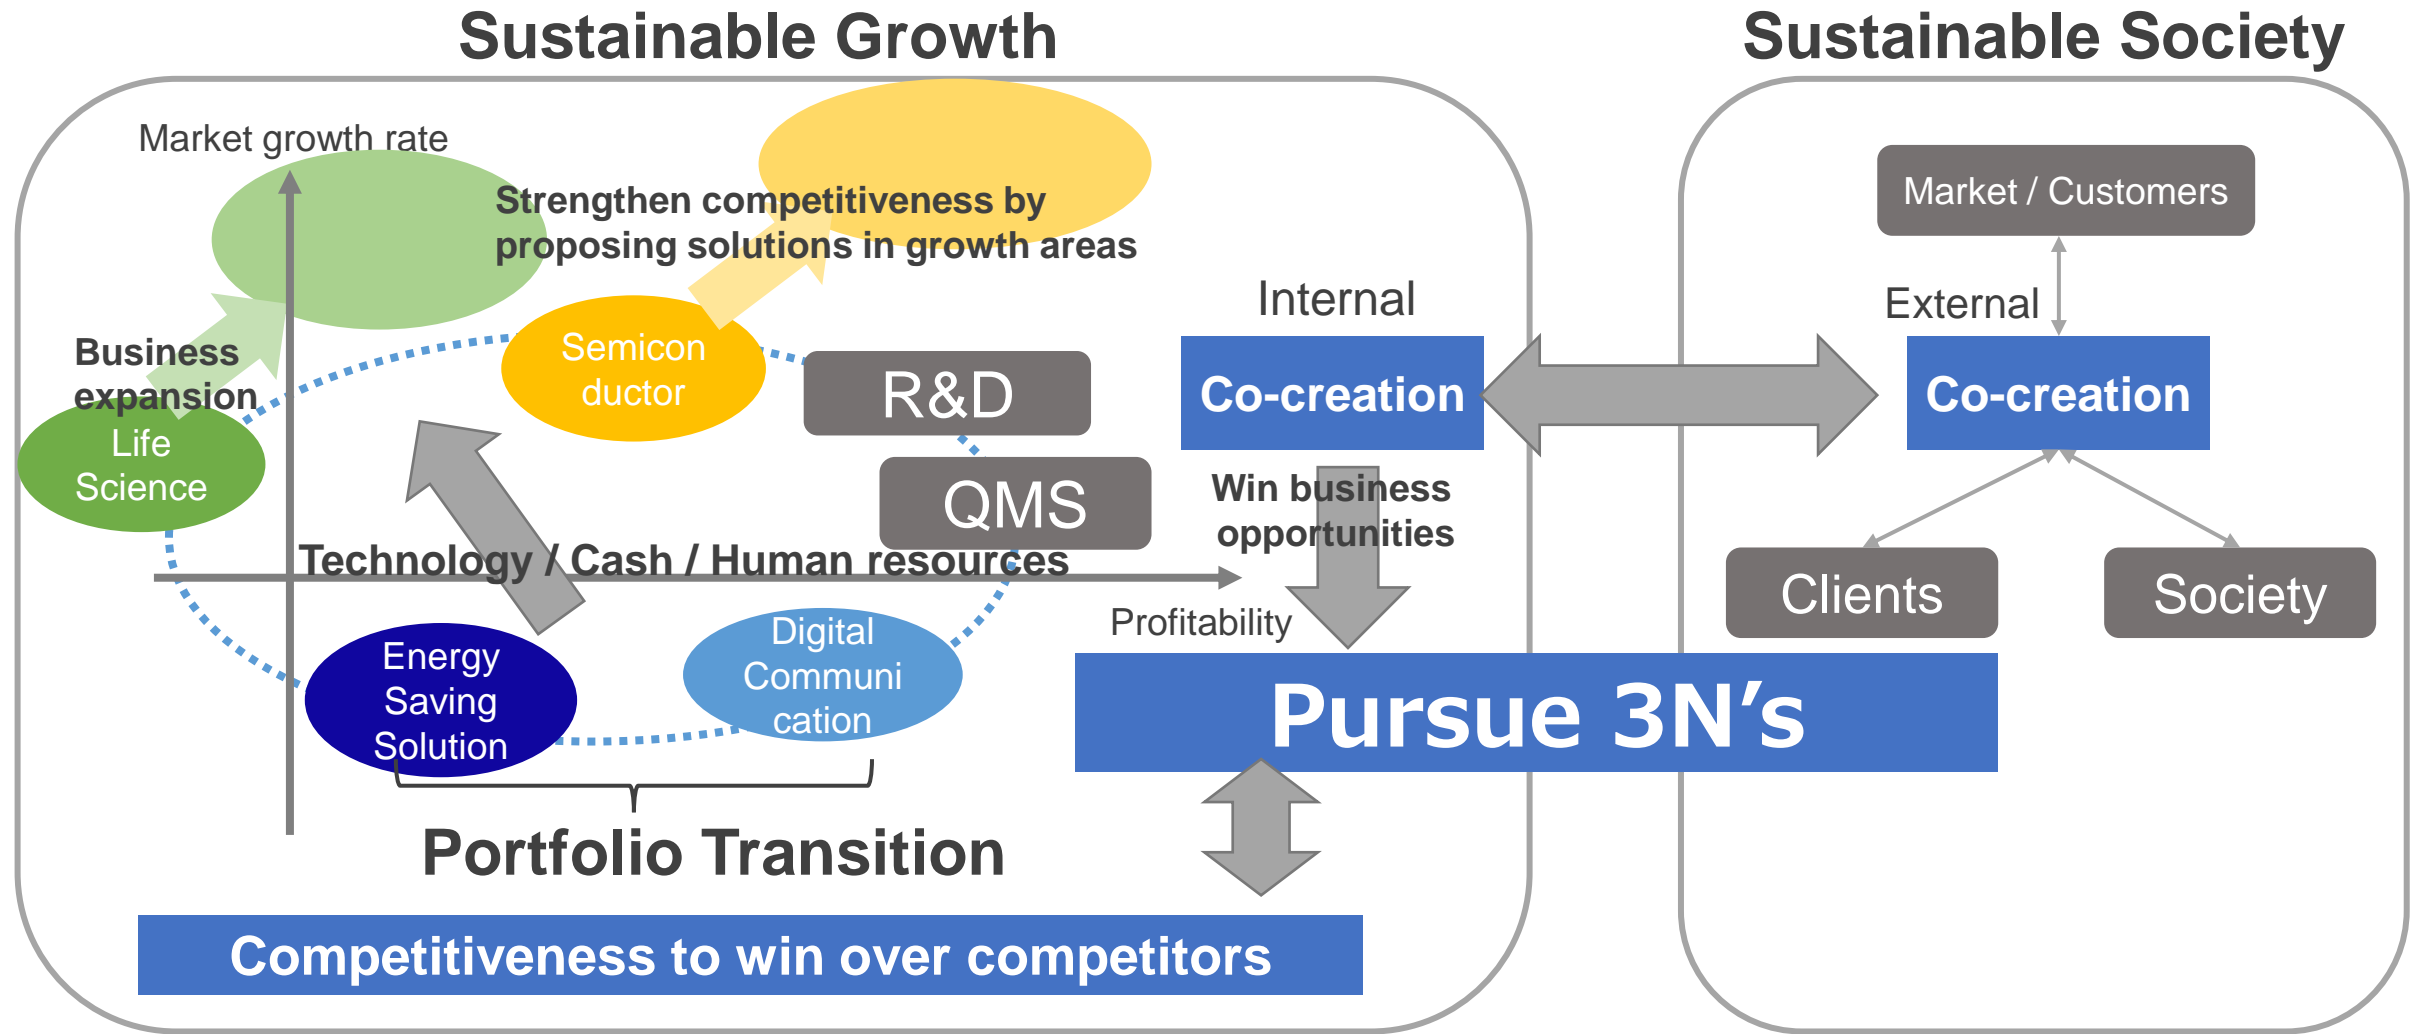 Sustainable Growth
Sustainable Society
Market growth rate
Strengthen competitiveness by
proposing solutions in growth areas
Business
expansion
Life
Science
Semicon
ductor
R&D
QMS
Technology / Cash / Human resources
Profitability
Energy
Saving
Solution
Digital
Communi
cation
Portfolio Transition
Internal
Co-creation
Win business
opportunities
Market / Customers
External
Co-creation
Clients
Society
Pursue 3N’s
Competitiveness to win over competitors